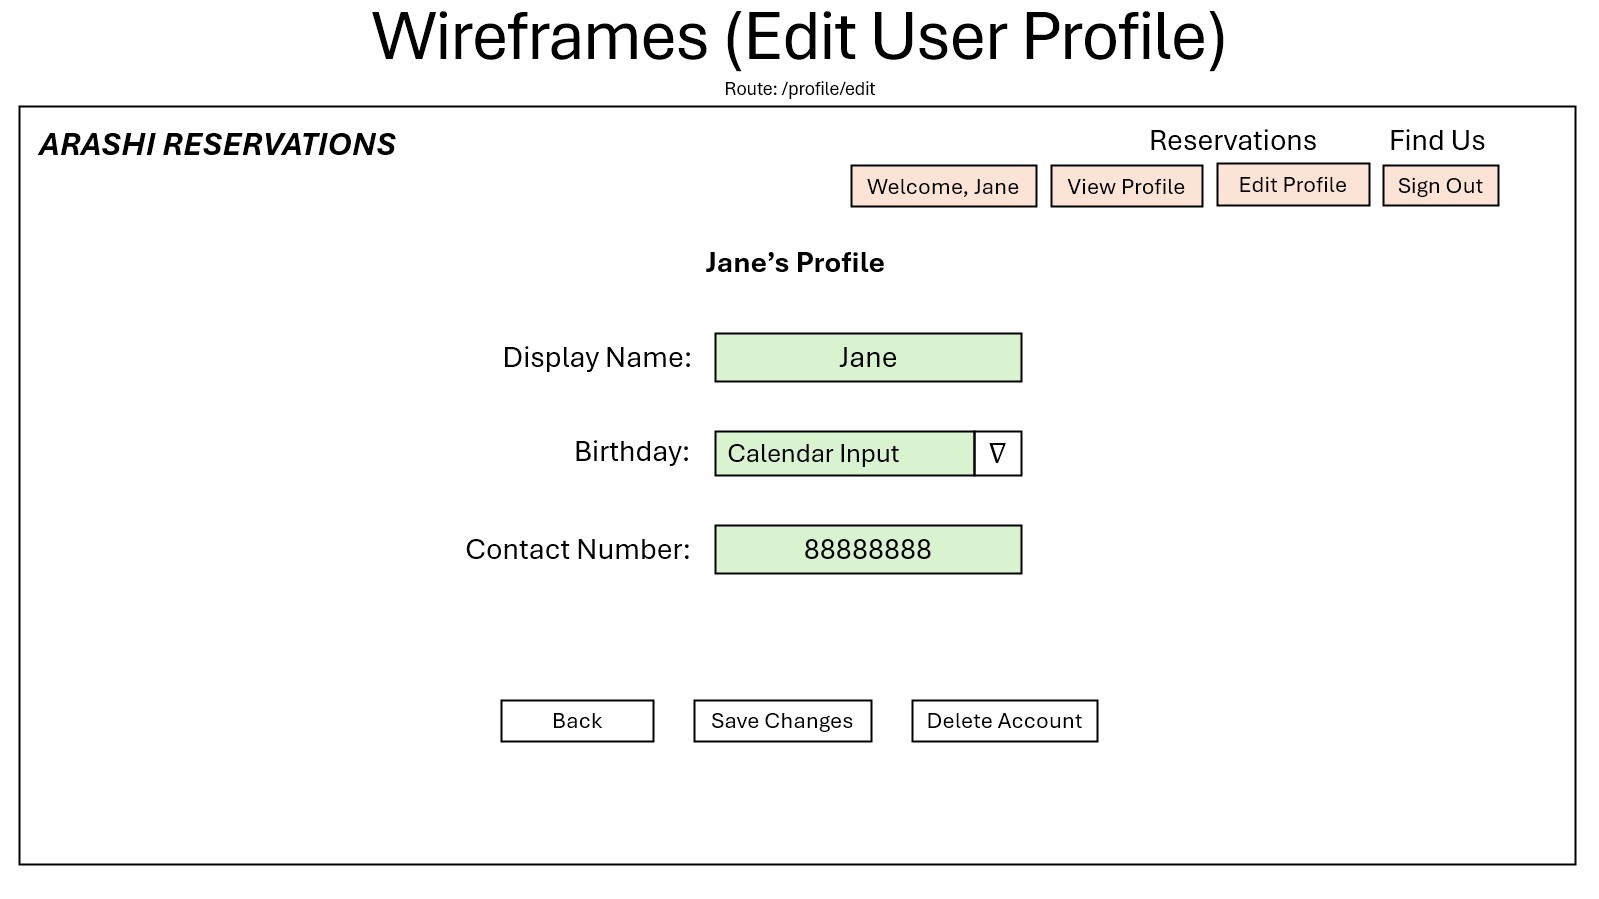 Wireframes (Edit User Profile)
Route: /profile/edit
ARASHI RESERVATIONS
Reservations Find Us
Welcome, Jane View Profile Edit Profile Sign Out
Jane’s Profile
Display Name: Jane
Birthday: Calendar Input ∇
Contact Number: 88888888
Back Save Changes Delete Account